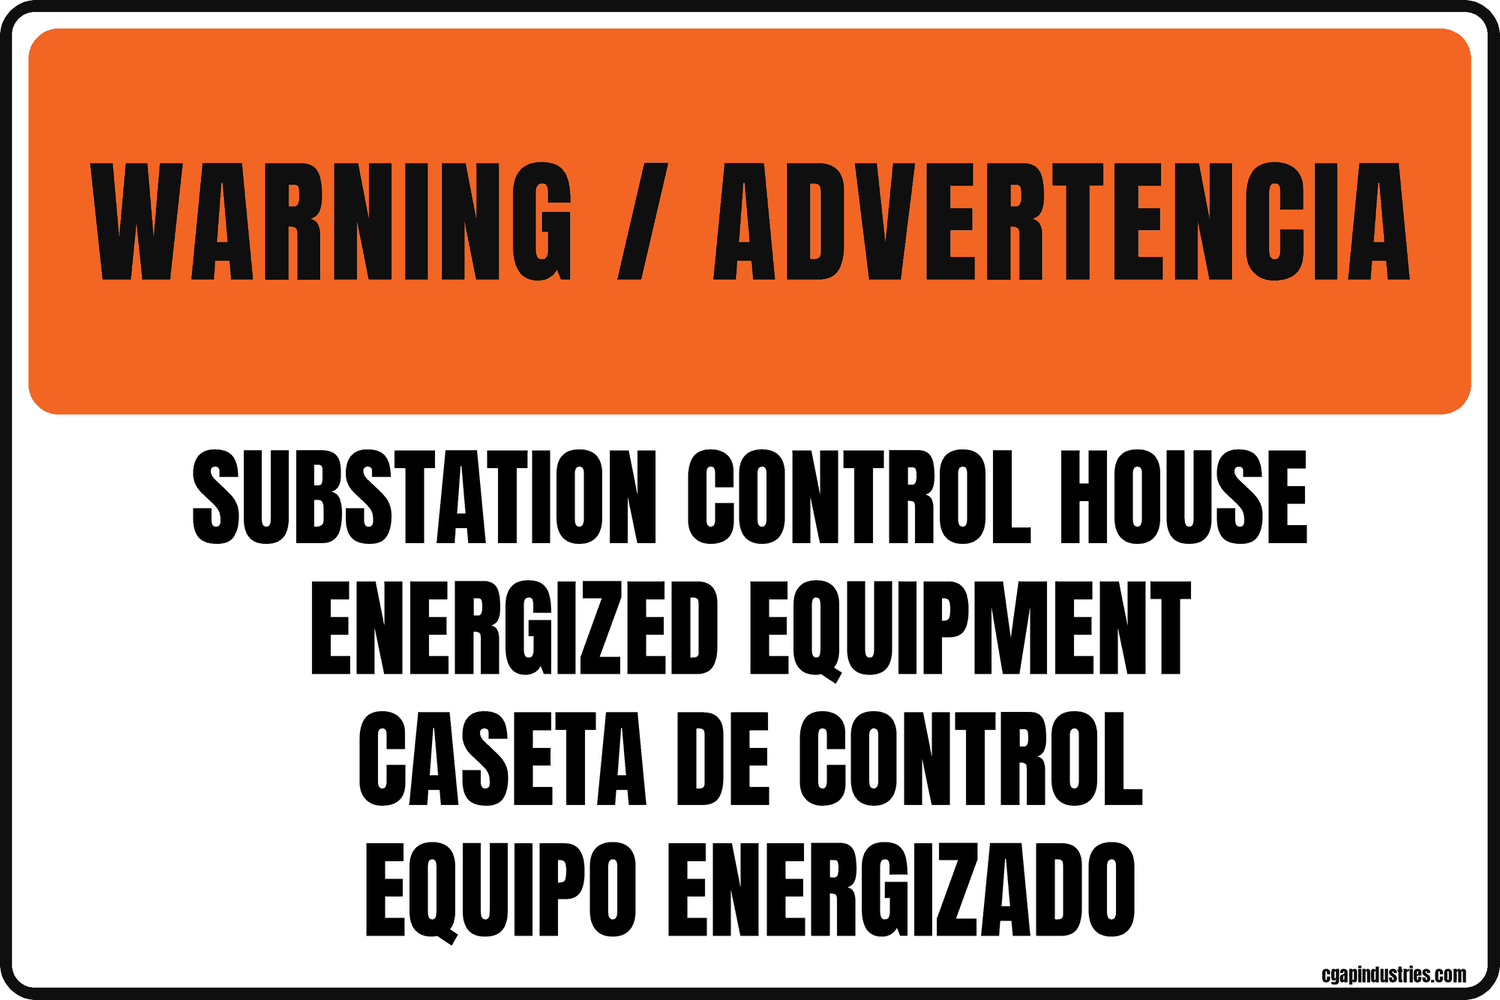 WARNING / ADVERTENCIA
SUBSTATION CONTROL HOUSE
ENERGIZED EQUIPMENT
CASETA DE CONTROL
EQUIPO ENERGIZADO
cgapindustries.com